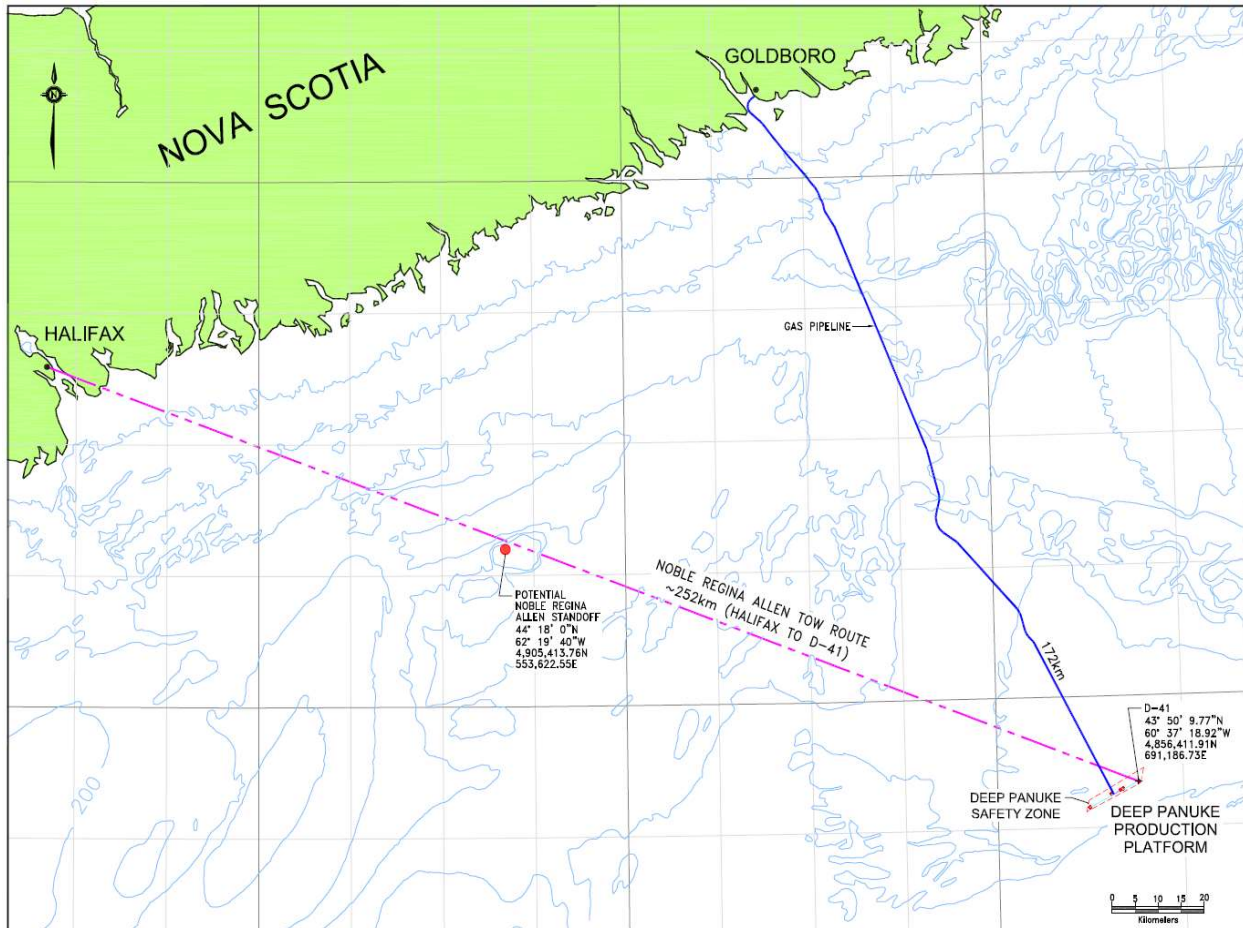 GOLDBORO
NOVA SCOTIA
N
GAS PIPELINE
HALIFAX
POTENTIAL
NOBLE REGINA
ALLEN STANDOFF
44° 18' 0"N
62° 19' 40"W
4,905,413.76N
553,622.55E
NOBLE REGINA ALLEN TOW ROUTE
~252km (HALIFAX TO D-41)
172km
D-41
43° 50' 9.77"N
60° 37' 18.92"W
4,856,411.91N
691,186.73E
DEEP PANUKE
SAFETY ZONE
DEEP PANUKE
PRODUCTION
PLATFORM
200
0 5 10 15 20
Kilometers